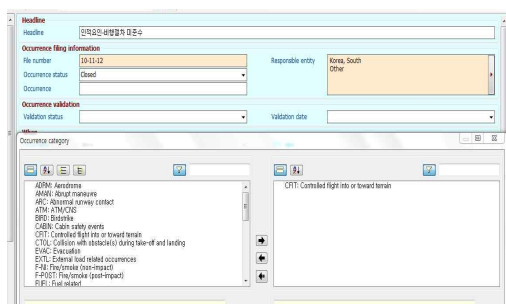 Headline
Headline 인적요인-비행절차 미준수
Occurrence filing information
File number 10-11-12 Responsible entity Korea, South
Other
Occurrence status Closed
Occurrence
Occurrence validation
Validation status Validation date
When
Occurrence category
ADRM: Aerodrome
AMAN: Abrupt maneuvre
ARC: Abnormal runway contact
ATM: ATM/CNS
BIRD: Birdstrike
CABIN: Cabin safety events
CFIT: Controlled flight into or toward terrain
CTOL: Collision with obstacle(s) during take-off and landing
EVAC: Evacuation
EXTL: External load related occurrences
F-NI: Fire/smoke (non-impact)
F-POST: Fire/smoke (post-impact)
FUEL: Fuel related
CFIT: Controlled flight into or toward terrain